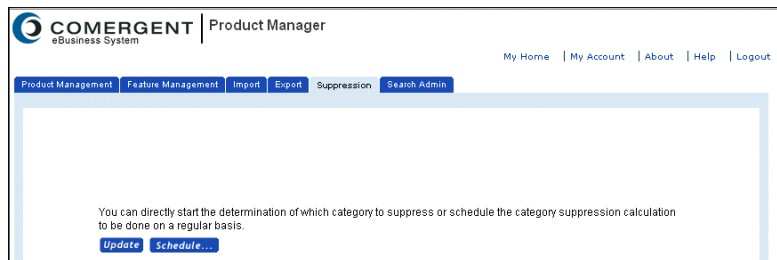 COMERGENT Product Manager
eBusiness System
My Home | My Account | About | Help | Logout
Product Management Feature Management Import Export Suppression Search Admin
You can directly start the determination of which category to suppress or schedule the category suppression calculation
to be done on a regular basis.
Update Schedule...